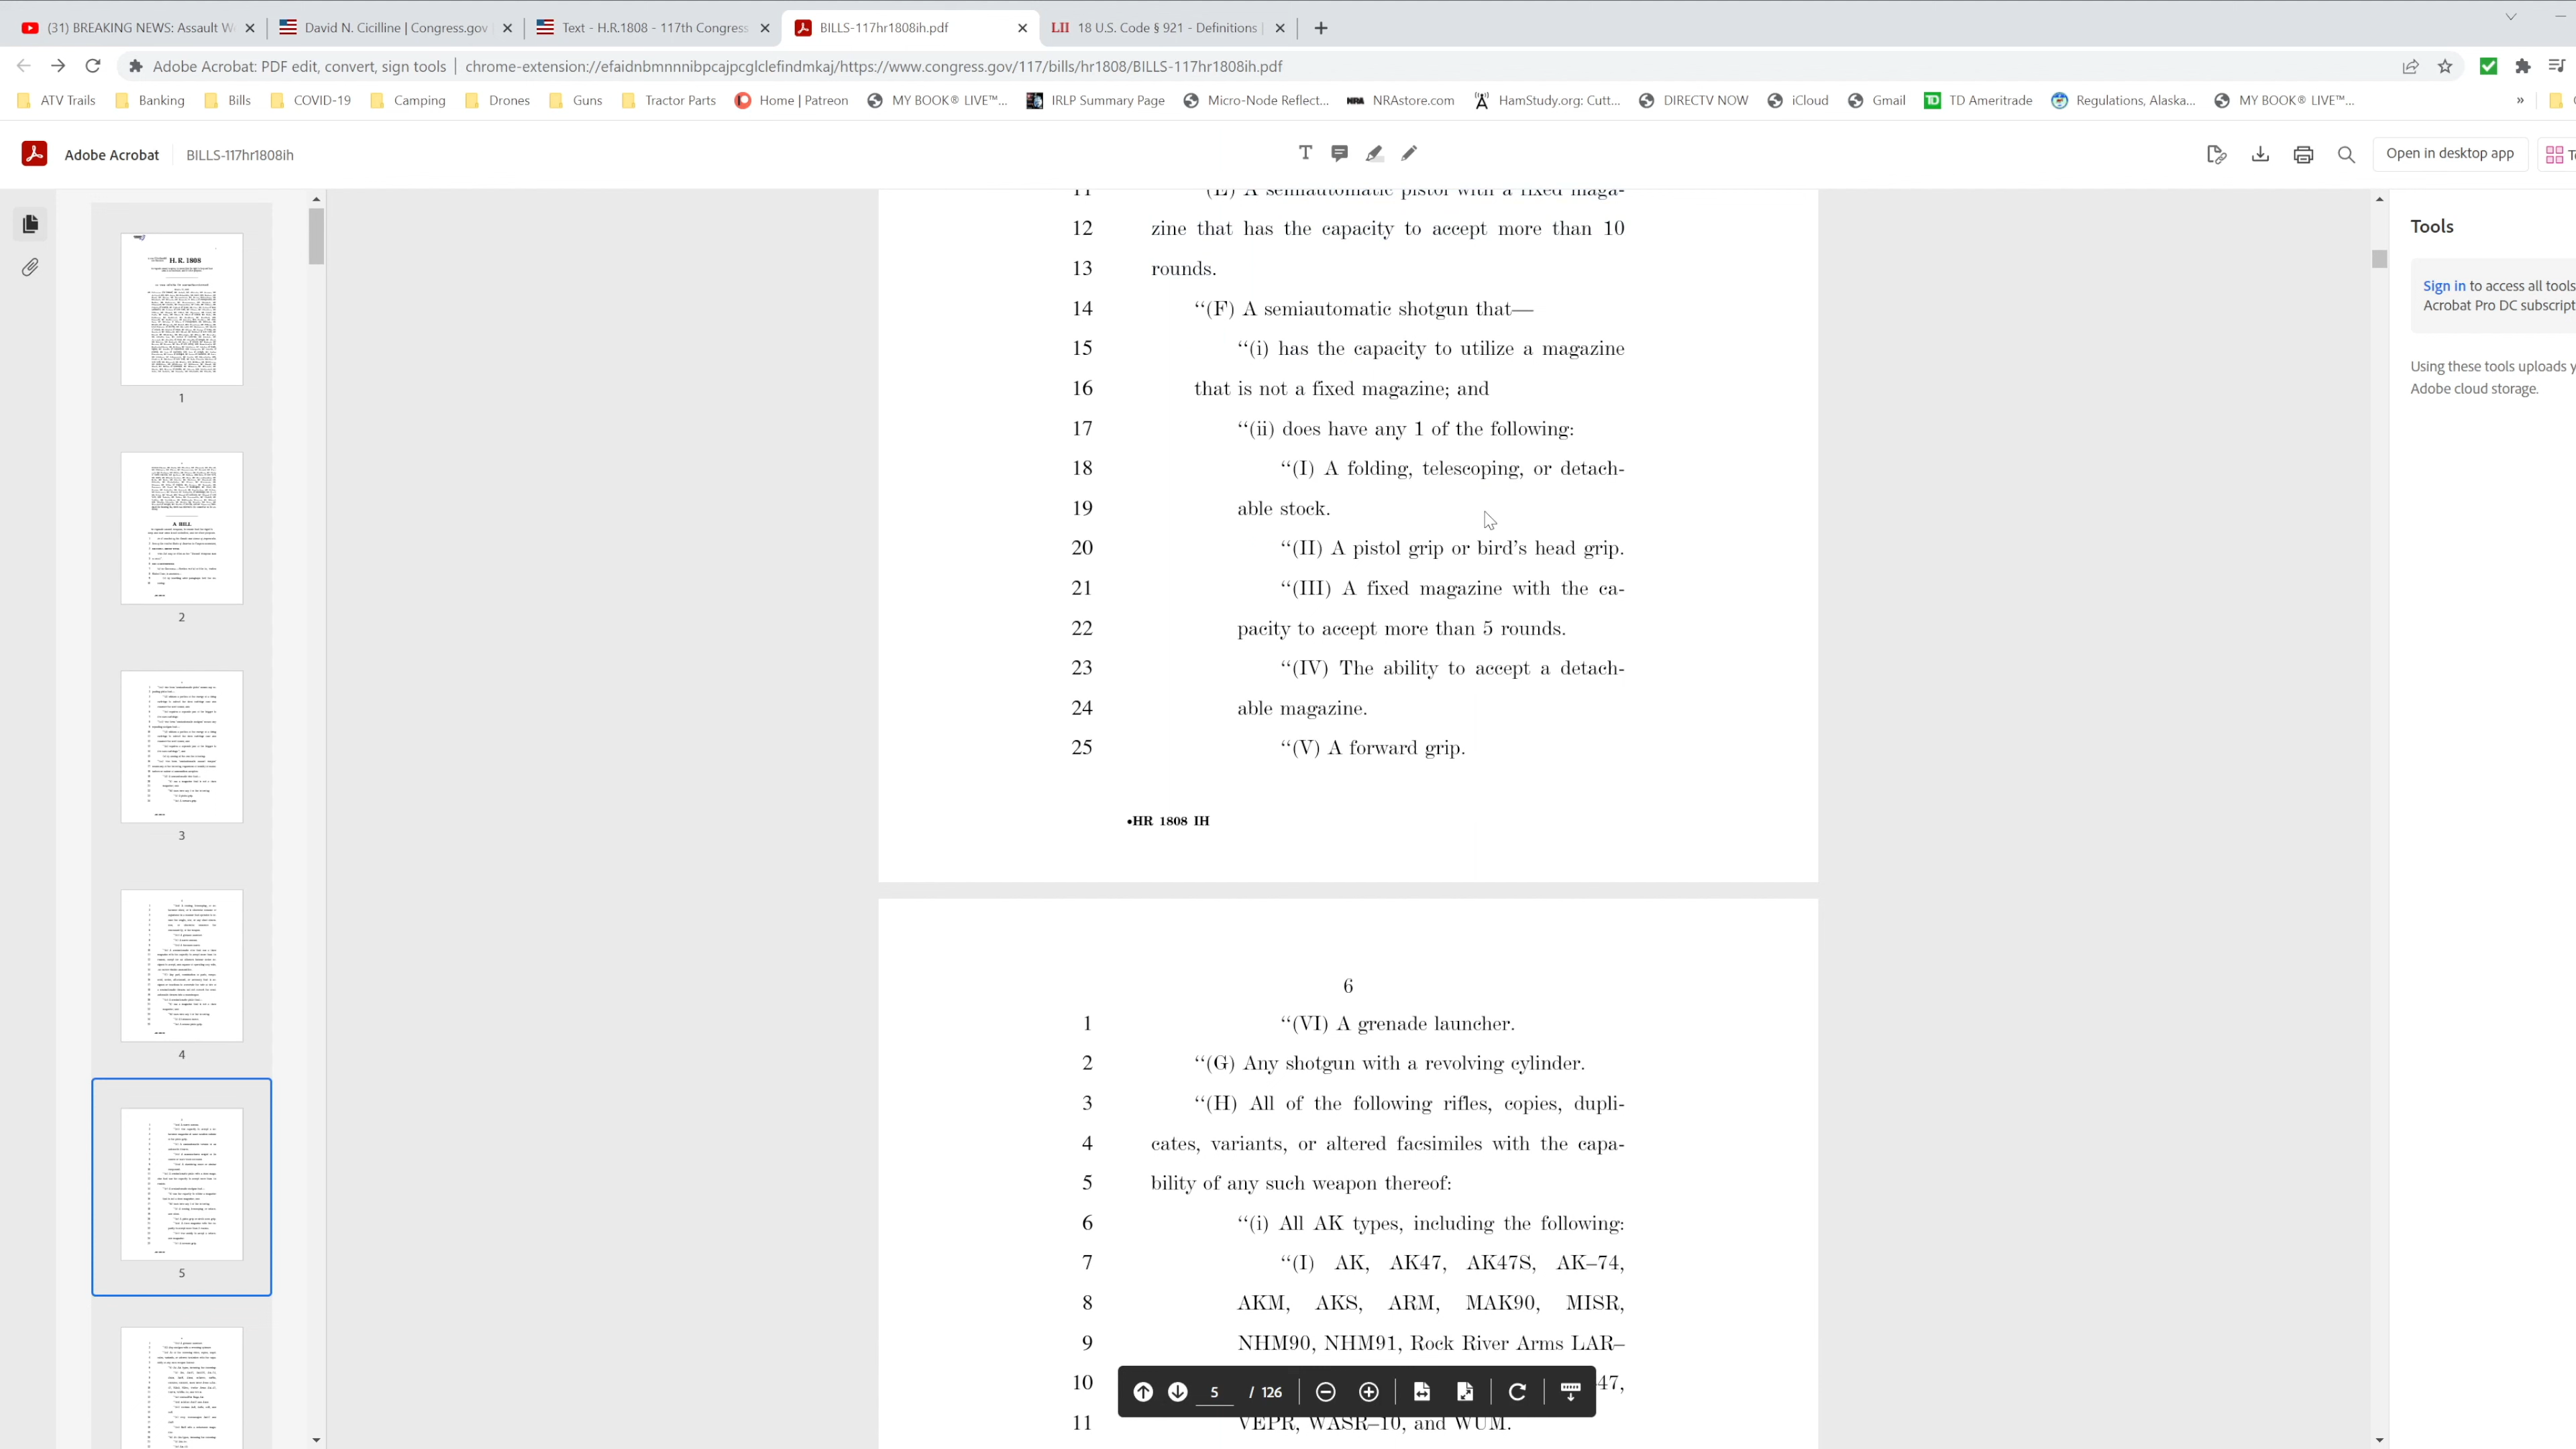 (31) BREAKING NEWS: Assault W
David N. Cicilline | Congress.gov
Text - H.R.1808 - 117th Congress
BILLS-117hr1808ih.pdf
LII 18 U.S. Code § 921 - Definitions |
Adobe Acrobat: PDF edit, convert, sign tools | chrome-extension://efaidnbmnnnibpcajpcglclefindmkaj/https://www.congress.gov/117/bills/hr1808/BILLS-117hr1808ih.pdf
ATV Trails Banking Bills COVID-19 Camping Drones Guns Tractor Parts Home | Patreon MY BOOK® LIVE™... IRLP Summary Page Micro-Node Reflect... NRA NRAstore.com HamStudy.org: Cutt... DIRECTV NOW iCloud Gmail TD TD Ameritrade Regulations, Alaska... MY BOOK® LIVE™... »
Adobe Acrobat BILLS-117hr1808ih
Open in desktop app
11 "(E) A semiautomatic pistol with a fixed maga-
12 zine that has the capacity to accept more than 10
13 rounds.
14 "(F) A semiautomatic shotgun that—
15 "(i) has the capacity to utilize a magazine
16 that is not a fixed magazine; and
17 "(ii) does have any 1 of the following:
18 "(I) A folding, telescoping, or detach-
19 able stock.
20 "(II) A pistol grip or bird's head grip.
21 "(III) A fixed magazine with the ca-
22 pacity to accept more than 5 rounds.
23 "(IV) The ability to accept a detach-
24 able magazine.
25 "(V) A forward grip.
•HR 1808 IH
6
1 "(VI) A grenade launcher.
2 "(G) Any shotgun with a revolving cylinder.
3 "(H) All of the following rifles, copies, dupli-
4 cates, variants, or altered facsimiles with the capa-
5 bility of any such weapon thereof:
6 "(i) All AK types, including the following:
7 "(I) AK, AK47, AK47S, AK–74,
8 AKM, AKS, ARM, MAK90, MISR,
9 NHM90, NHM91, Rock River Arms LAR–
10 47,
11 VEPR, WASR–10, and WUM.
5 / 126
H. R. 1808
1
A BILL
2
3
4
5
Tools
Sign in to access all tools
Acrobat Pro DC subscript
Using these tools uploads y
Adobe cloud storage.